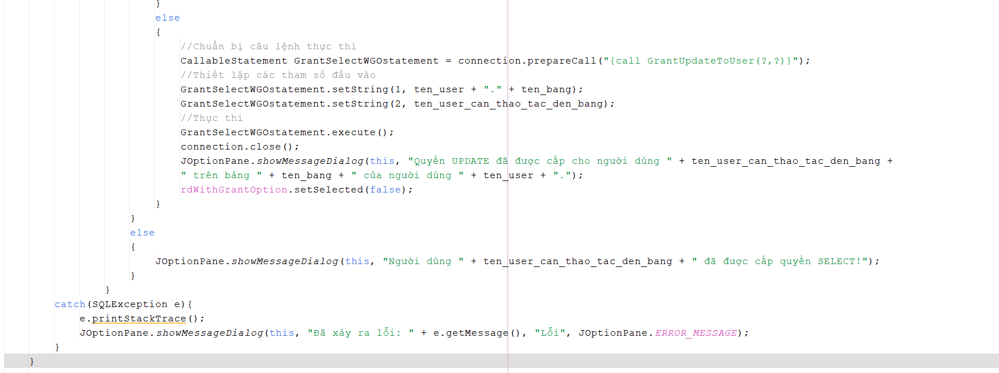 }
else
{
//Chuẩn bị câu lệnh thực thi
CallableStatement GrantSelectWGOstatement = connection.prepareCall("{call GrantUpdateToUser(?,?)}");
//Thiết lập các tham số đầu vào
GrantSelectWGOstatement.setString(1, ten_user + "." + ten_bang);
GrantSelectWGOstatement.setString(2, ten_user_can_thao_tac_den_bang);
//Thực thi
GrantSelectWGOstatement.execute();
connection.close();
JOptionPane.showMessageDialog(this, "Quyền UPDATE đã được cấp cho người dùng " + ten_user_can_thao_tac_den_bang +
" trên bảng " + ten_bang + " của người dùng " + ten_user + ".");
rdWithGrantOption.setSelected(false);
}
}
else
{
JOptionPane.showMessageDialog(this, "Người dùng " + ten_user_can_thao_tac_den_bang + " đã được cấp quyền SELECT!");
}
}
catch(SQLException e){
e.printStackTrace();
JOptionPane.showMessageDialog(this, "Đã xảy ra lỗi: " + e.getMessage(), "Lỗi", JOptionPane.ERROR_MESSAGE);
}
}